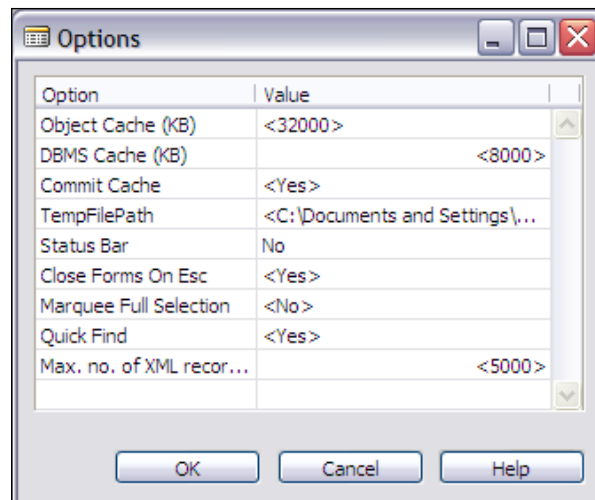 Options
Option Value
Object Cache (KB) <32000>
DBMS Cache (KB) <8000>
Commit Cache <Yes>
TempFilePath <C:\Documents and Settings\...
Status Bar No
Close Forms On Esc <Yes>
Marquee Full Selection <No>
Quick Find <Yes>
Max. no. of XML recor... <5000>
OK Cancel Help